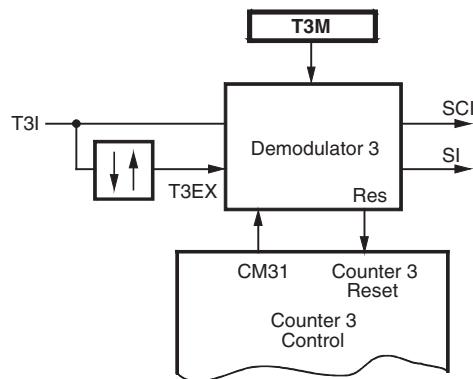 T3M
T3I
Demodulator 3
SCI
SI
T3EX
Res
CM31
Counter 3
Reset
Counter 3
Control